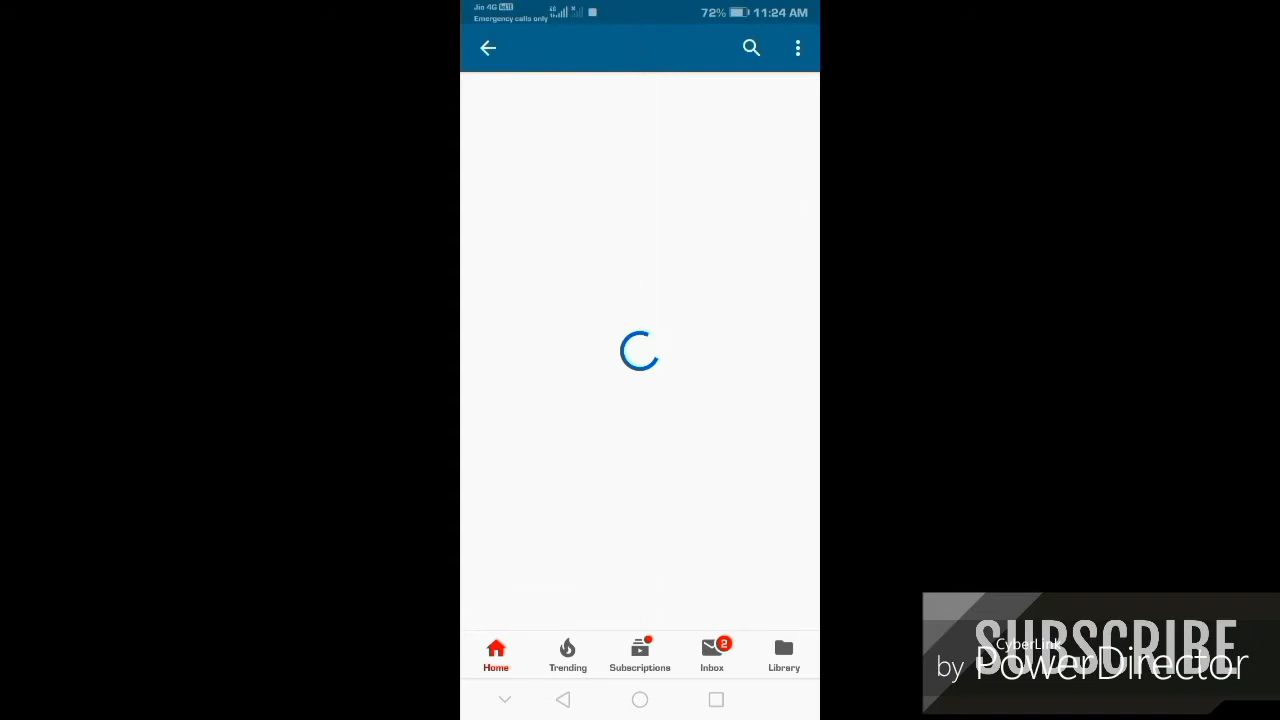 Jio 4G VoLTE
Emergency calls only
72% 11:24 AM
Home
Trending
Subscriptions
2
Inbox
Library
SUBSCRIBE
CyberLink
by PowerDirector